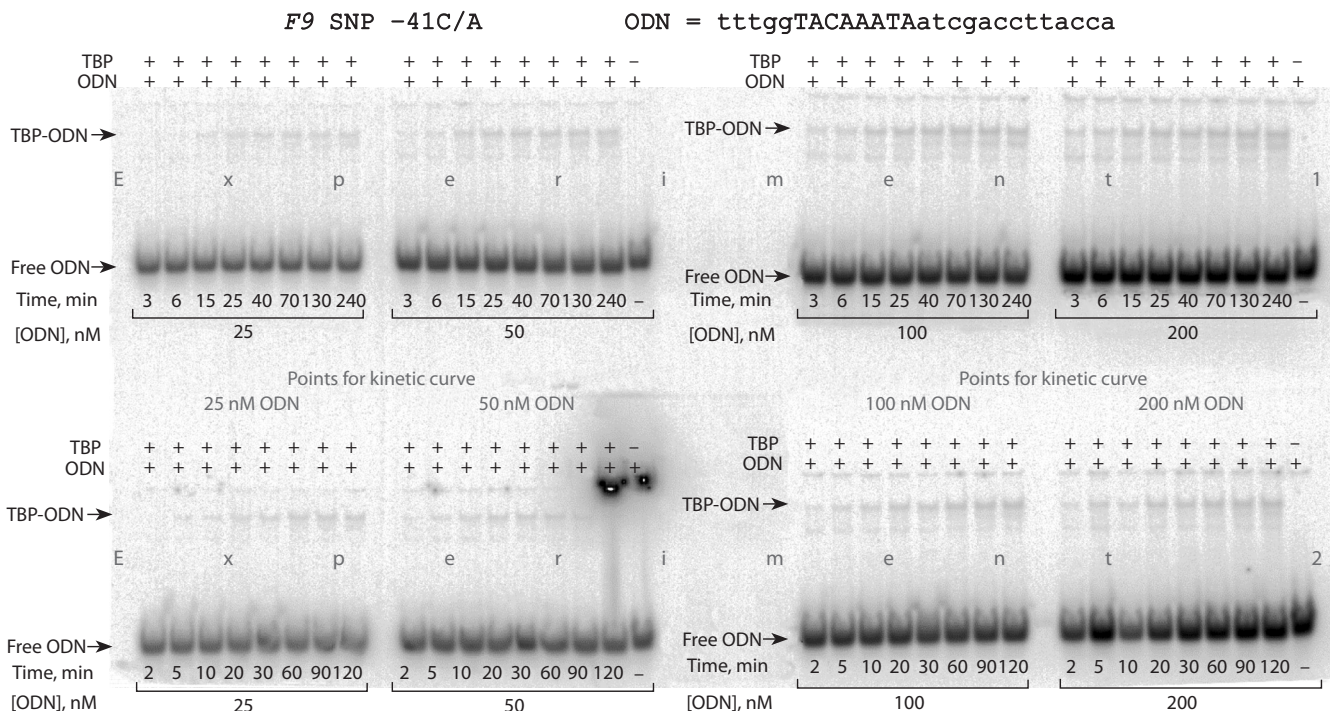 F9 SNP –41C/A ODN = tttggTACAAATAatcgaccttacca
TBP + + + + + + + + + + + + + + + + – + + + + + + + + + + + + + + + + –
ODN + + + + + + + + + + + + + + + + + + + + + + + + + + + + + + + + + +
TBP-ODN TBP-ODN
E x p e r i m e n t 1
Free ODN Free ODN
Time, min 3 6 15 25 40 70 130 240 3 6 15 25 40 70 130 240 – Time, min 3 6 15 25 40 70 130 240 3 6 15 25 40 70 130 240 –
[ODN], nM 25 50 [ODN], nM 100 200
Points for kinetic curve Points for kinetic curve
25 nM ODN 50 nM ODN 100 nM ODN 200 nM ODN
TBP + + + + + + + + + + + + + + + + – TBP + + + + + + + + + + + + + + + + –
ODN + + + + + + + + + + + + + + + + + ODN + + + + + + + + + + + + + + + + +
TBP-ODN TBP-ODN
E x p e r i m e n t 2
Free ODN Free ODN
Time, min 2 5 10 20 30 60 90 120 2 5 10 20 30 60 90 120 – Time, min 2 5 10 20 30 60 90 120 2 5 10 20 30 60 90 120 –
[ODN], nM 25 50 [ODN], nM 100 200